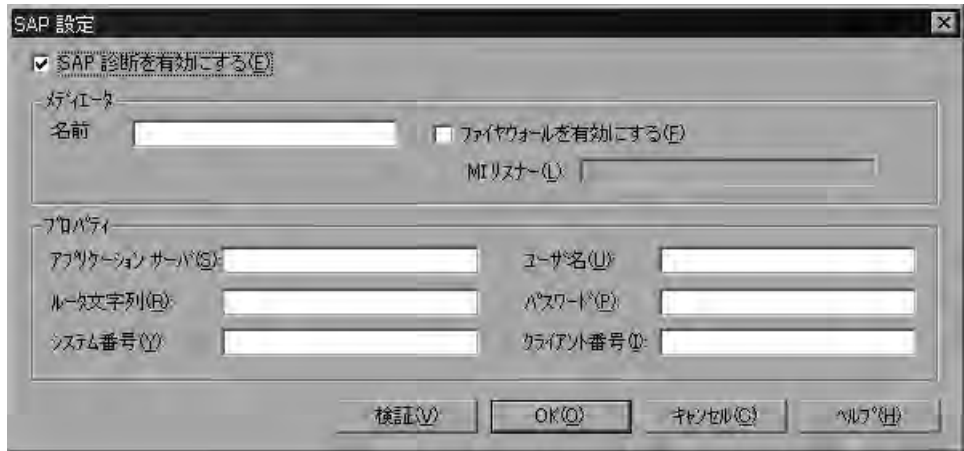 SAP 設定
SAP 診断を有効にする(E)
メディエータ
名前
ファイヤウォールを有効にする(F)
MI リスナー(L)
プロパティ
アプリケーション サーバ(S):
ユーザ名(U):
ルータ文字列(R):
パスワード(P):
システム番号(Y)
クライアント番号(I):
検証(V)
OK(O)
キャンセル(C)
ヘルプ(H)